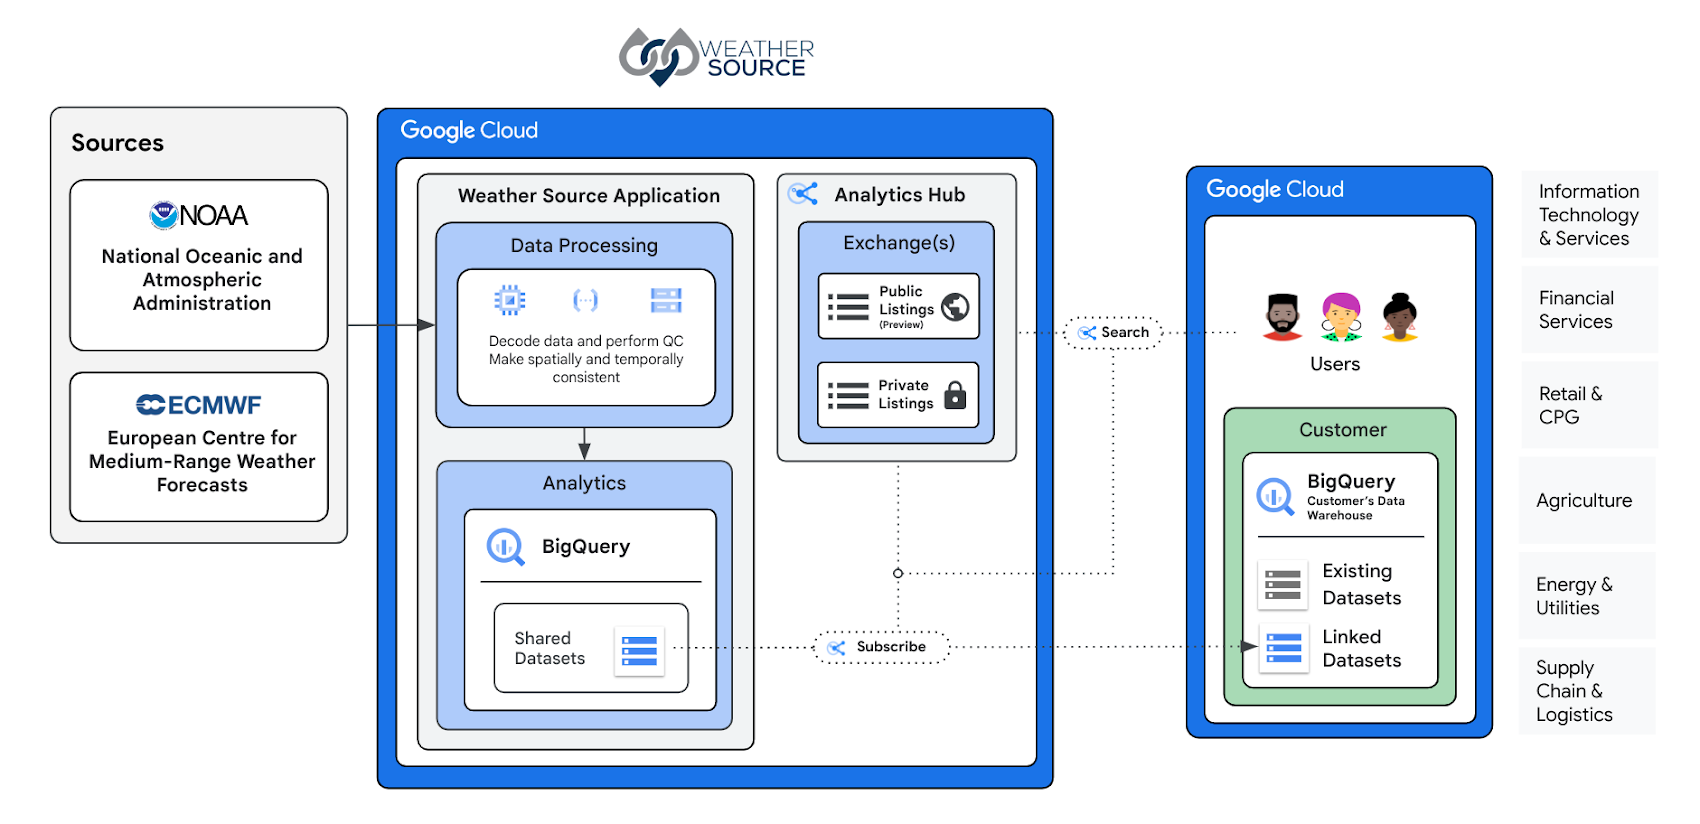 WEATHER
SOURCE
Sources
NOAA
National Oceanic and
Atmospheric
Administration
ECMWF
European Centre for
Medium-Range Weather
Forecasts
Google Cloud
Weather Source Application
Data Processing
Decode data and perform QC
Make spatially and temporally
consistent
Analytics
BigQuery
Shared
Datasets
Analytics Hub
Exchange(s)
Public
Listings
(Preview)
Private
Listings
Search
Subscribe
Google Cloud
Users
Customer
BigQuery
Customer's Data
Warehouse
Existing
Datasets
Linked
Datasets
Information
Technology
& Services
Financial
Services
Retail &
CPG
Agriculture
Energy &
Utilities
Supply
Chain &
Logistics